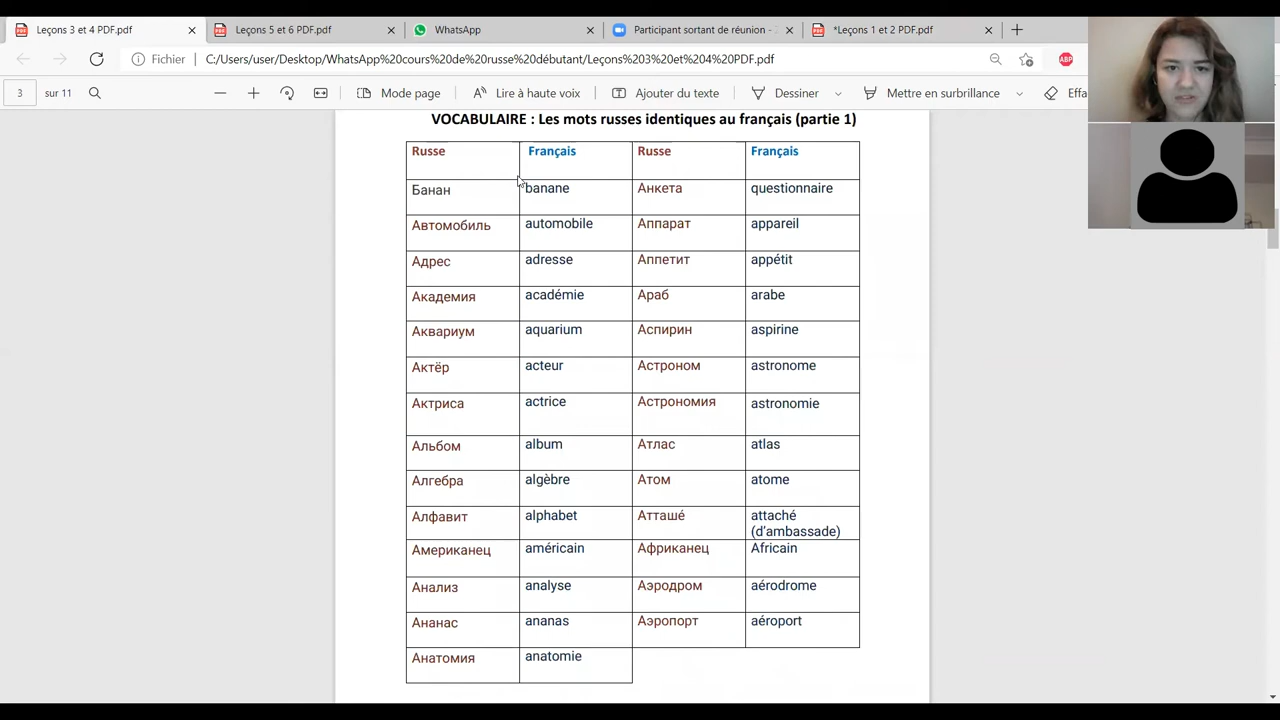 Leçons 3 et 4 PDF.pdf
Leçons 5 et 6 PDF.pdf
WhatsApp
Participant sortant de réunion -
*Leçons 1 et 2 PDF.pdf
Fichier
C:/Users/user/Desktop/WhatsApp%20cours%20de%20russe%20débutant/Leçons%203%20et%204%20PDF.pdf
ABP
3 sur 11
Mode page
Lire à haute voix
Ajouter du texte
Dessiner
Mettre en surbrillance
Effa
VOCABULAIRE : Les mots russes identiques au français (partie 1)
Russe Français Russe Français
Банан banane Анкета questionnaire
Автомобиль automobile Аппарат appareil
Адрес adresse Аппетит appétit
Академия académie Араб arabe
Аквариум aquarium Аспирин aspirine
Актёр acteur Астроном astronome
Актриса actrice Астрономия astronomie
Альбом album Атлас atlas
Алгебра algèbre Атом atome
Алфавит alphabet Атташé attaché
(d’ambassade)
Американец américain Африканец Africain
Анализ analyse Аэродром aérodrome
Ананас ananas Аэропорт aéroport
Анатомия anatomie